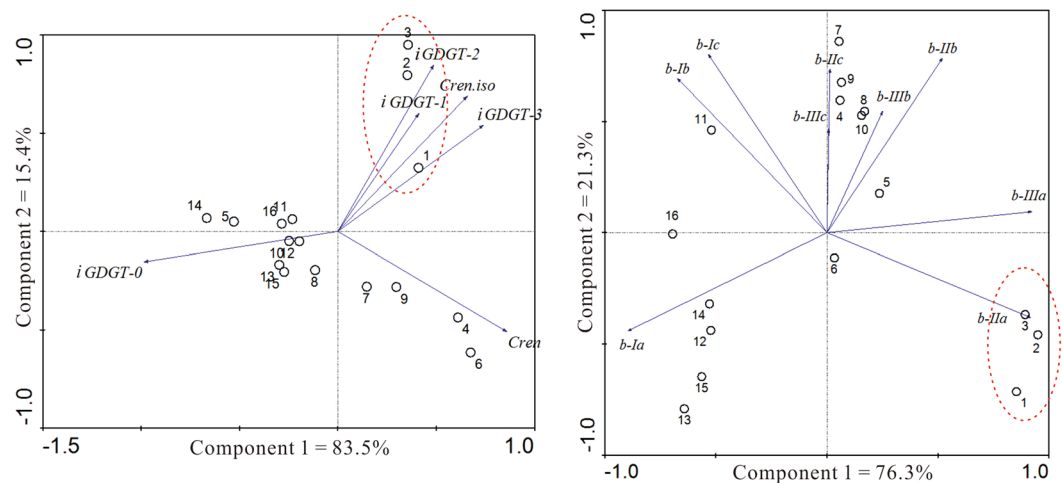 1.0
Component 2 = 15.4%
-1.0
-1.5
Component 1 = 83.5%
1.0
3
i GDGT-2
2
Cren.iso
i GDGT-1
i GDGT-3
1
14
5
16
11
10
12
i GDGT-0
13
15
8
7
9
4
Cren
6
1.0
Component 2 = 21.3%
-1.0
-1.0
Component 1 = 76.3%
1.0
7
b-Ic
b-IIc
b-IIb
b-Ib
9
8
b-IIIb
4
b-IIIc
10
11
5
b-IIIa
16
6
14
b-IIa
3
12
2
b-Ia
15
1
13